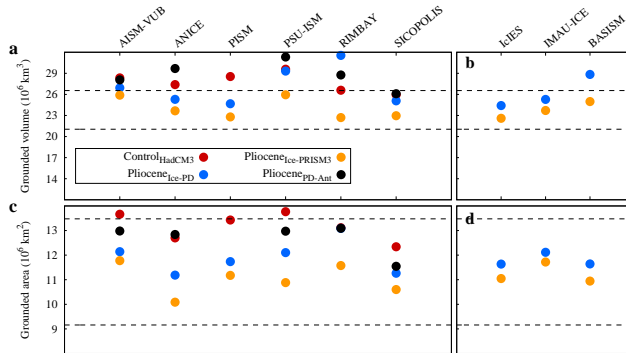 AISM-VUB ANICE PISM PSU-ISM RIMBAY SICOPOLIS IcIES IMAU-ICE BASISM
a b
Grounded volume (10⁶ km³)
29
26
23
20
17
14
Control_HadCM3 Pliocene_Ice-PRISM3
Pliocene_Ice-PD Pliocene_PD-Ant
c d
Grounded area (10⁶ km²)
13
12
11
10
9